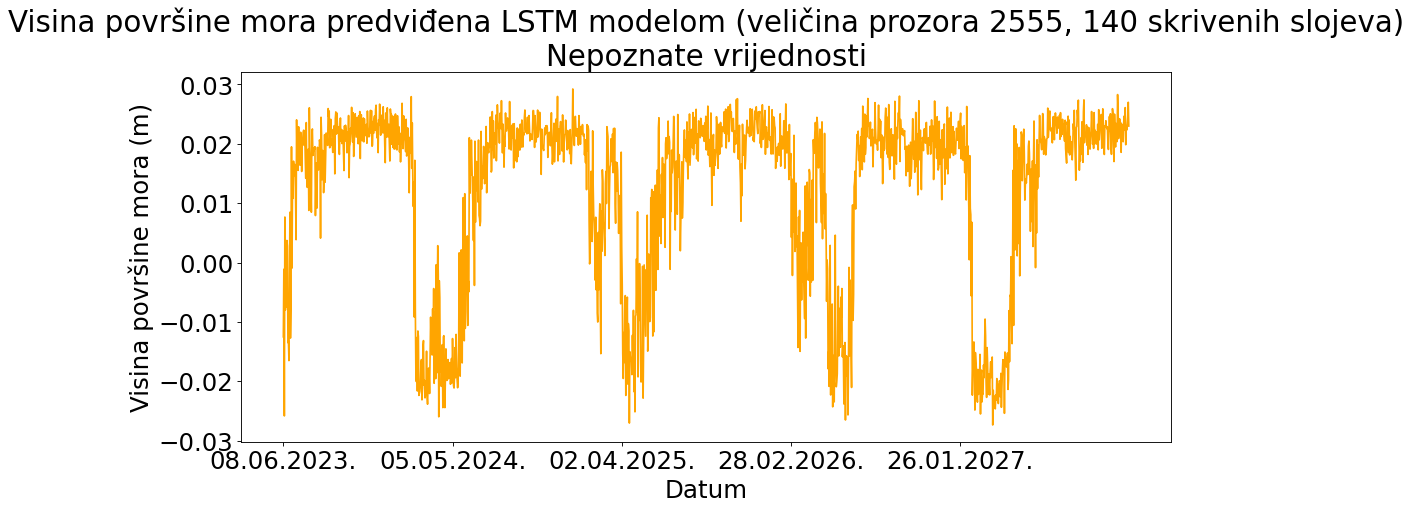 Visina površine mora predviđena LSTM modelom (veličina prozora 2555, 140 skrivenih slojeva)
Nepoznate vrijednosti
Visina površine mora (m)
0.03
0.02
0.01
0.00
−0.01
−0.02
−0.03
08.06.2023. 05.05.2024. 02.04.2025. 28.02.2026. 26.01.2027.
Datum